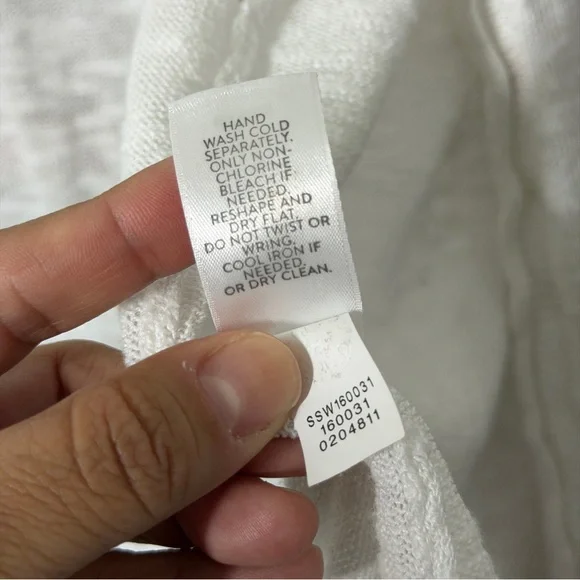 HAND
WASH COLD
SEPARATELY.
ONLY NON-
CHLORINE
BLEACH IF
NEEDED.
RESHAPE AND
DRY FLAT.
DO NOT TWIST OR
WRING.
COOL IRON IF
NEEDED.
OR DRY CLEAN.
SSW160031
160031
0204811